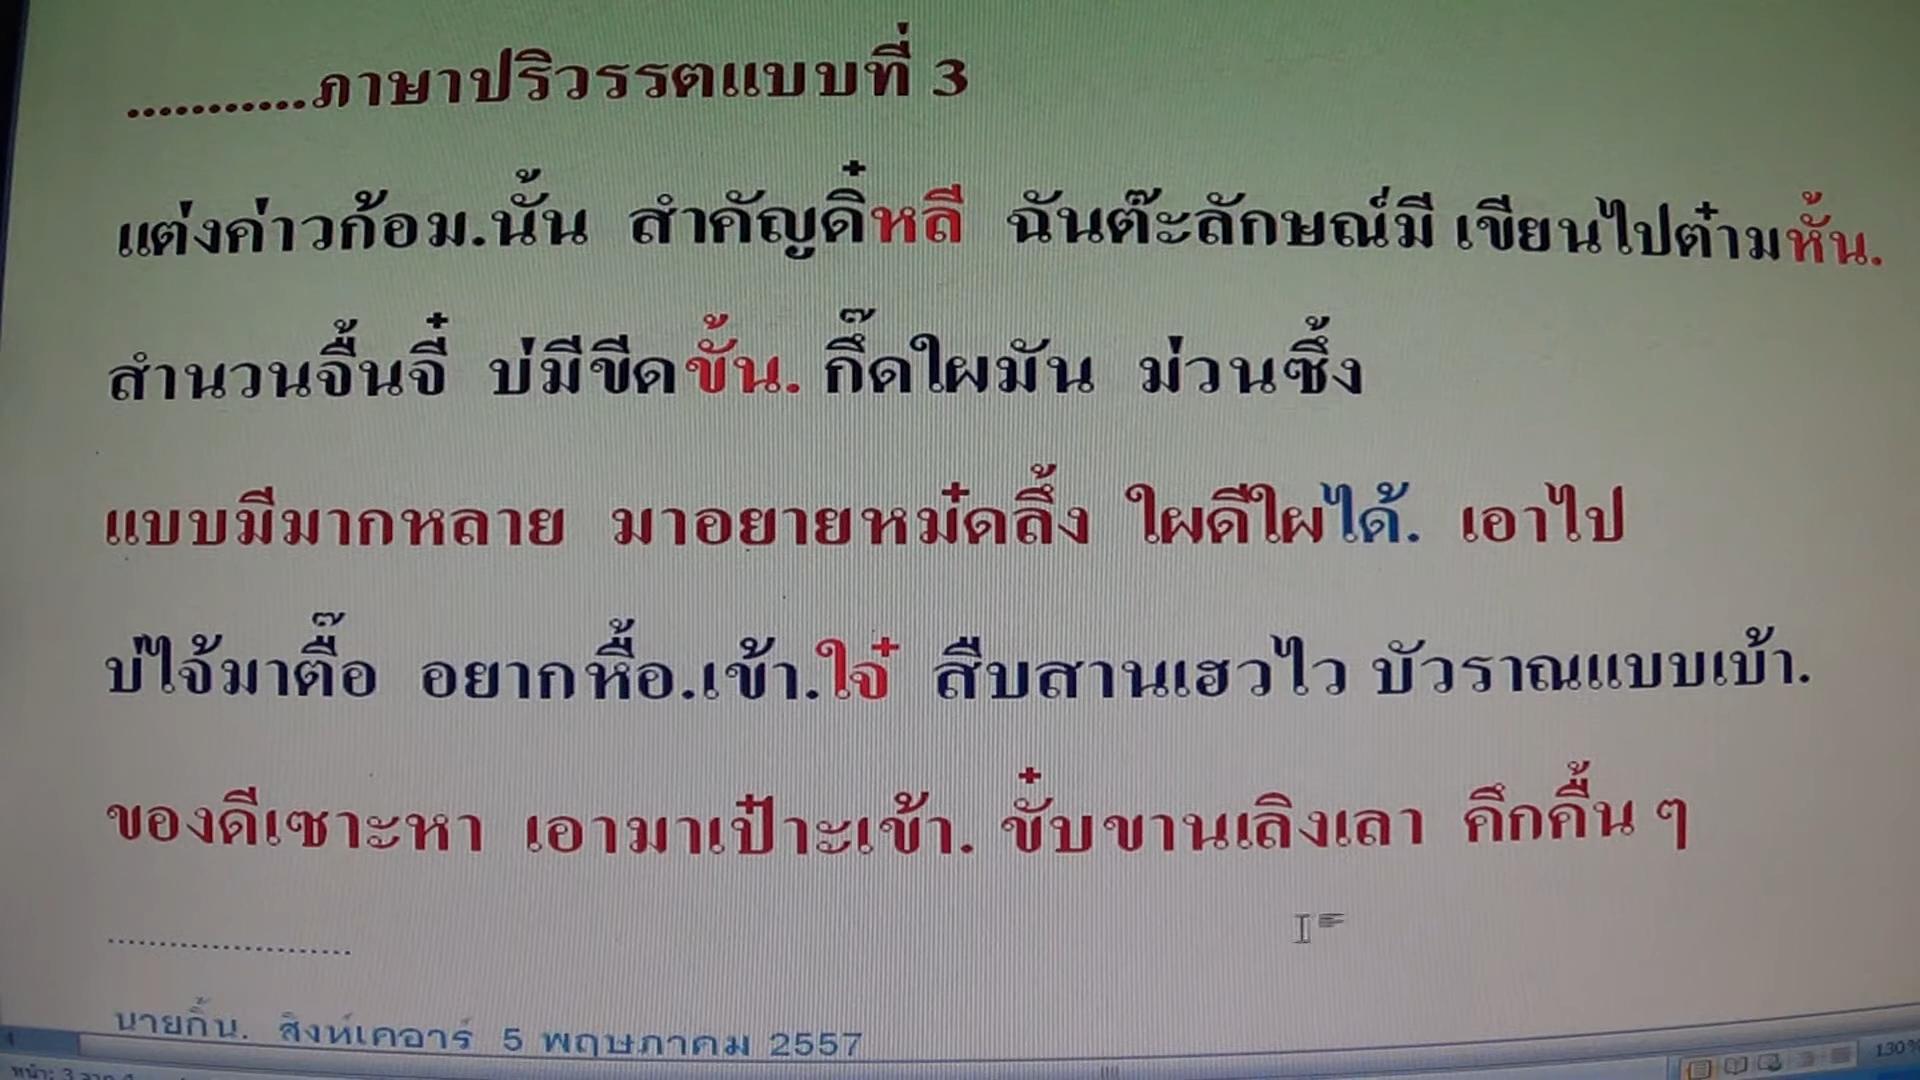 ...........ภาษาปริวรรตแบบที่ 3
แต่งค่าวก้อม.นั้น สำคัญดิ๋หลี ฉันต๊ะลักษณ์มี เขียนไปต๋ามหั้น.
สำนวนจื้นจี๋ บ่มีขีดขั้น. กึ๊ดใผมัน ม่วนซึ้ง
แบบมีมากหลาย มาอยายหมํ๋ดลึ้ง ใผดีใผได้. เอาไป
บ่ไจ้มาตื๊อ อยากหื้อ.เข้า.ใจ๋ สืบสานเฮวไว บัวราณแบบเบ้า.
ของดีเซาะหา เอามาเป๋าะเข้า. ขั๋บขานเลิงเลา คึกคื้น ๆ
........................
นายกิ้น. สิงห์เคอาร์ 5 พฤษภาคม 2557
130%